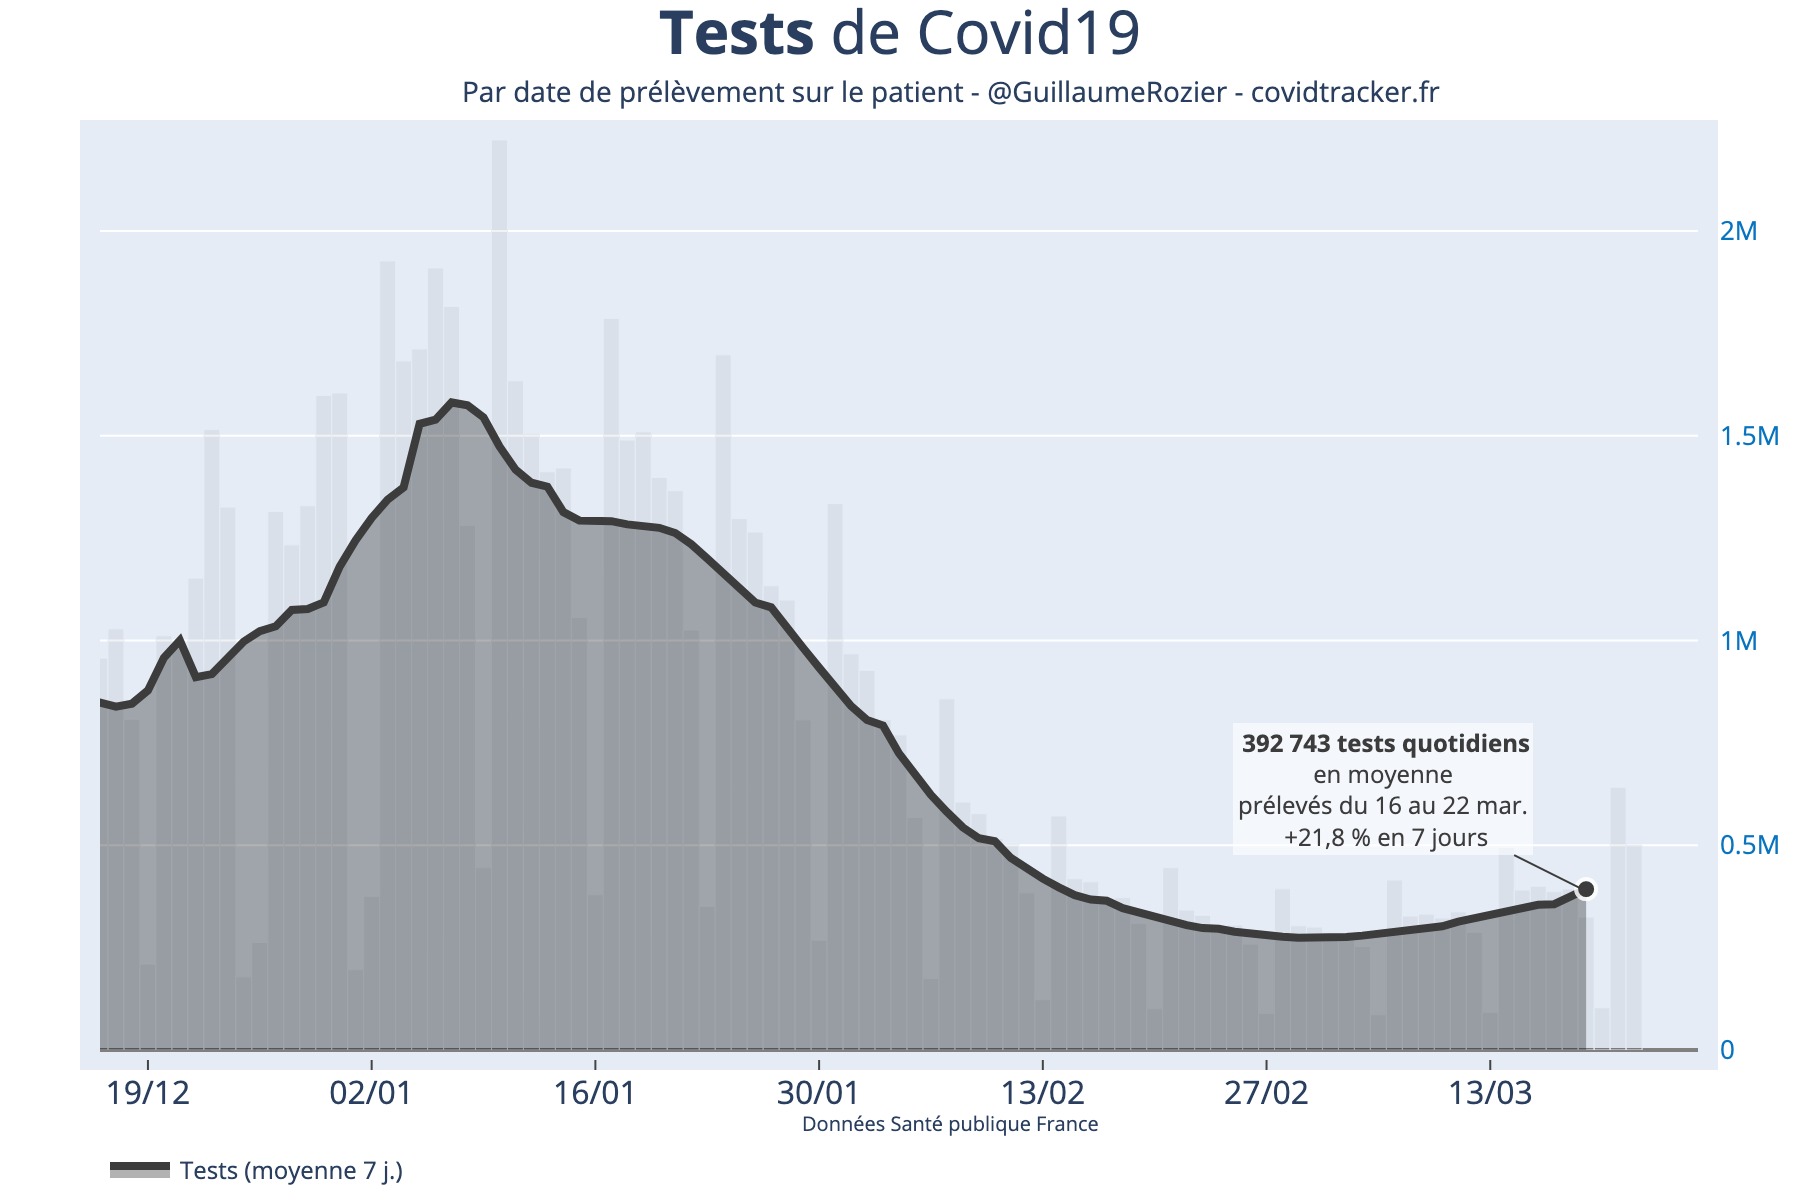 Tests de Covid19
Par date de prélèvement sur le patient - @GuillaumeRozier - covidtracker.fr
2M
1.5M
1M
392 743 tests quotidiens
en moyenne
prélevés du 16 au 22 mar.
+21,8 % en 7 jours
0.5M
0
19/12 02/01 16/01 30/01 13/02 27/02 13/03
Données Santé publique France
Tests (moyenne 7 j.)